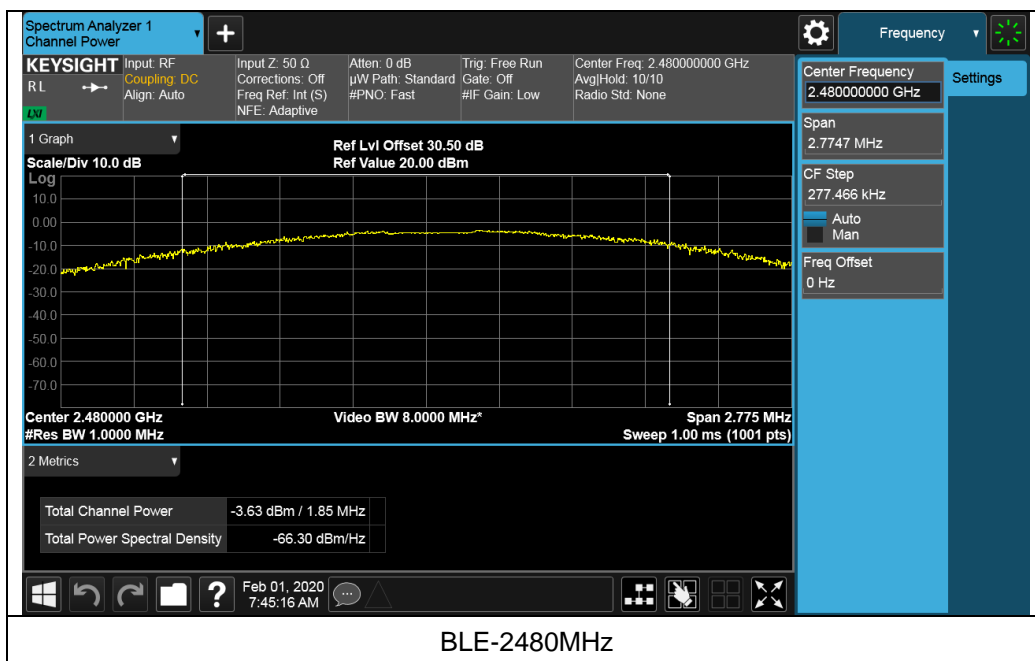 Spectrum Analyzer 1
Channel Power
Frequency
KEYSIGHT
RL
LXI
Input: RF
Coupling: DC
Align: Auto
Input Z: 50 Ω
Corrections: Off
Freq Ref: Int (S)
NFE: Adaptive
Atten: 0 dB
µW Path: Standard
#PNO: Fast
Trig: Free Run
Gate: Off
#IF Gain: Low
Center Freq: 2.480000000 GHz
Avg|Hold: 10/10
Radio Std: None
Center Frequency
2.480000000 GHz
Settings
Span
2.7747 MHz
CF Step
277.466 kHz
Auto
Man
Freq Offset
0 Hz
1 Graph
Scale/Div 10.0 dB
Ref Lvl Offset 30.50 dB
Ref Value 20.00 dBm
Log
10.0
0.00
-10.0
-20.0
-30.0
-40.0
-50.0
-60.0
-70.0
Center 2.480000 GHz
#Res BW 1.0000 MHz
Video BW 8.0000 MHz*
Span 2.775 MHz
Sweep 1.00 ms (1001 pts)
2 Metrics
Total Channel Power -3.63 dBm / 1.85 MHz
Total Power Spectral Density -66.30 dBm/Hz
?
Feb 01, 2020
7:45:16 AM
BLE-2480MHz